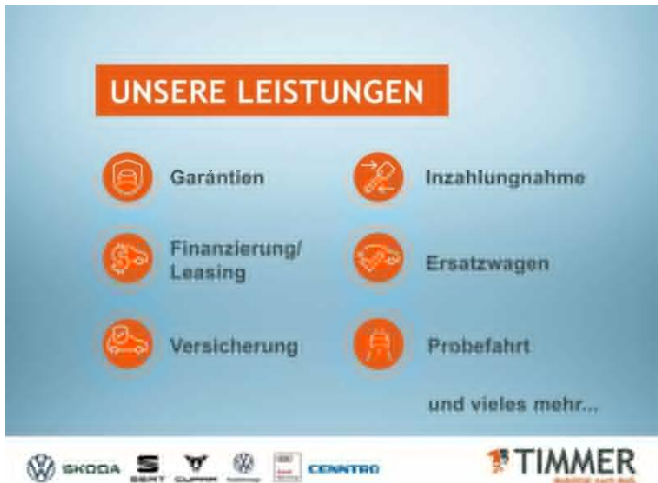 UNSERE LEISTUNGEN
Garantien
Inzahlungnahme
Finanzierung/
Leasing
Ersatzwagen
Versicherung
Probefahrt
und vieles mehr...
SKODA
SEAT
CUPRA
CENNTRO
TIMMER